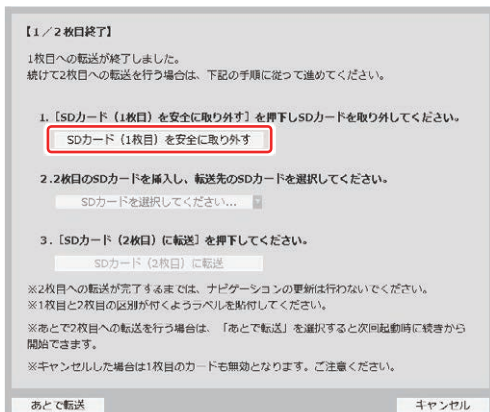 【1／2枚目終了】
1枚目への転送が終了しました。
続けて2枚目への転送を行う場合は、下記の手順に従って進めてください。
1.［SDカード（1枚目）を安全に取り外す］を押下しSDカードを取り外してください。
SDカード（1枚目）を安全に取り外す
2.2枚目のSDカードを挿入し、転送先のSDカードを選択してください。
SDカードを選択してください...
3.［SDカード（2枚目）に転送］を押下してください。
SDカード（2枚目）に転送
※2枚目への転送が完了するまでは、ナビゲーションの更新は行わないでください。
※1枚目と2枚目の区別が付くようラベルを貼付してください。
※あとで2枚目への転送を行う場合は、「あとで転送」を選択すると次回起動時に続きから
開始できます。
※キャンセルした場合は1枚目のカードも無効となります。ご注意ください。
あとで転送
キャンセル